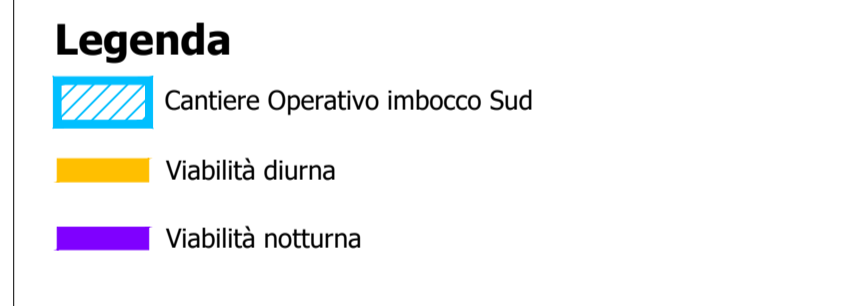 Legenda
Cantiere Operativo imbocco Sud
Viabilità diurna
Viabilità notturna